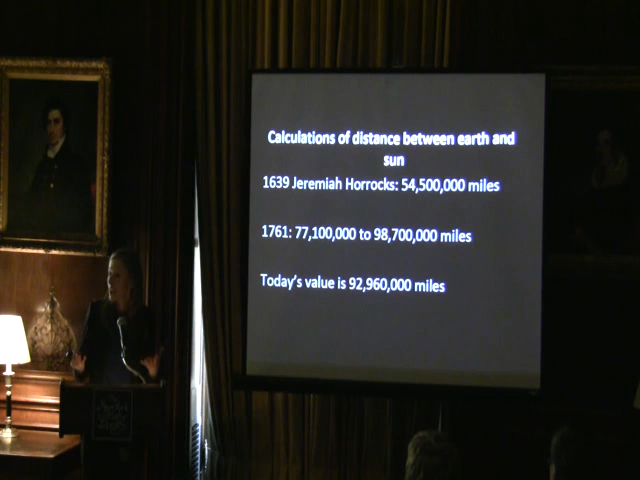 Calculations of distance between earth and
sun
1639 Jeremiah Horrocks: 54,500,000 miles
1761: 77,100,000 to 98,700,000 miles
Today's value is 92,960,000 miles